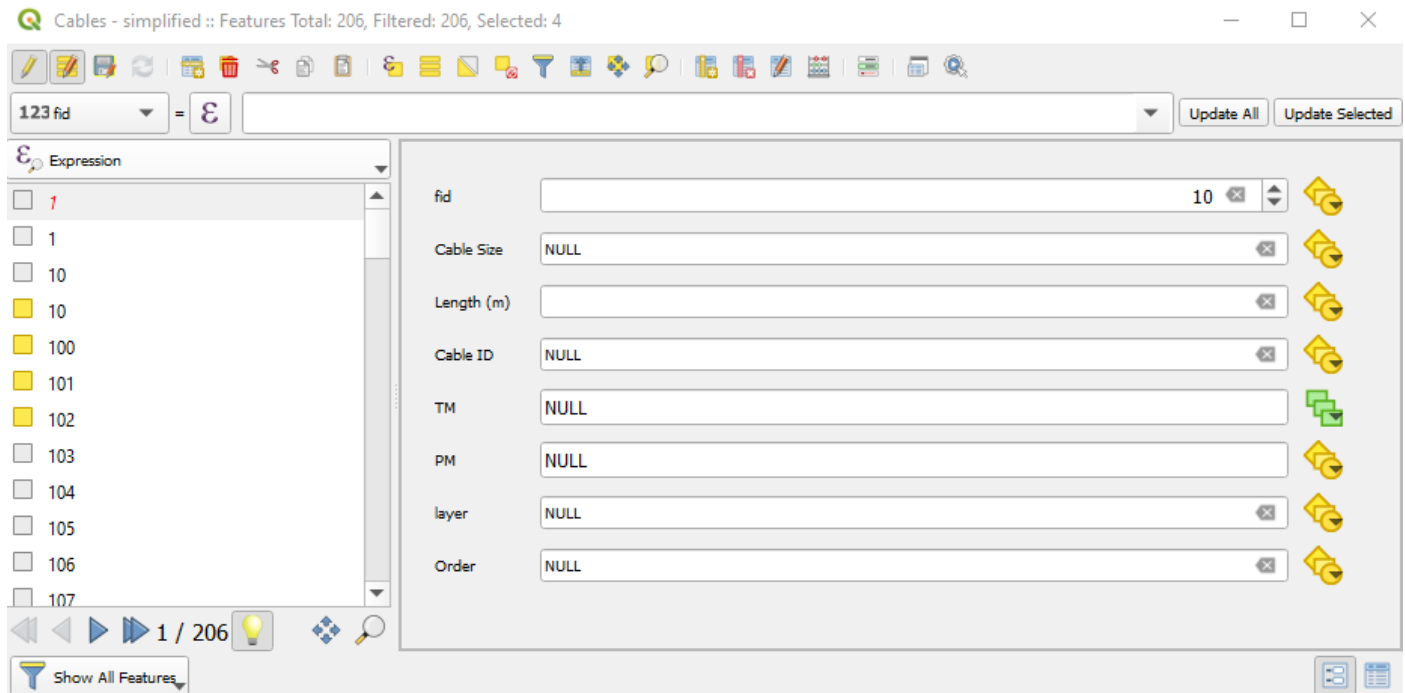 Cables - simplified :: Features Total: 206, Filtered: 206, Selected: 4
123 fid = ε Update All Update Selected
ε Expression
1
1
10
10
100
101
102
103
104
105
106
107
fid 10
Cable Size NULL
Length (m)
Cable ID NULL
TM NULL
PM NULL
layer NULL
Order NULL
1 / 206
Show All Features